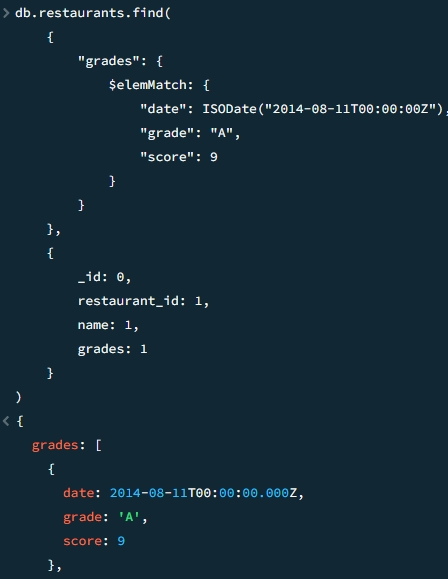 > db.restaurants.find(
{
"grades": {
$elemMatch: {
"date": ISODate("2014-08-11T00:00:00Z"),
"grade": "A",
"score": 9
}
}
},
{
_id: 0,
restaurant_id: 1,
name: 1,
grades: 1
}
)
< {
grades: [
{
date: 2014-08-11T00:00:00.000Z,
grade: 'A',
score: 9
},